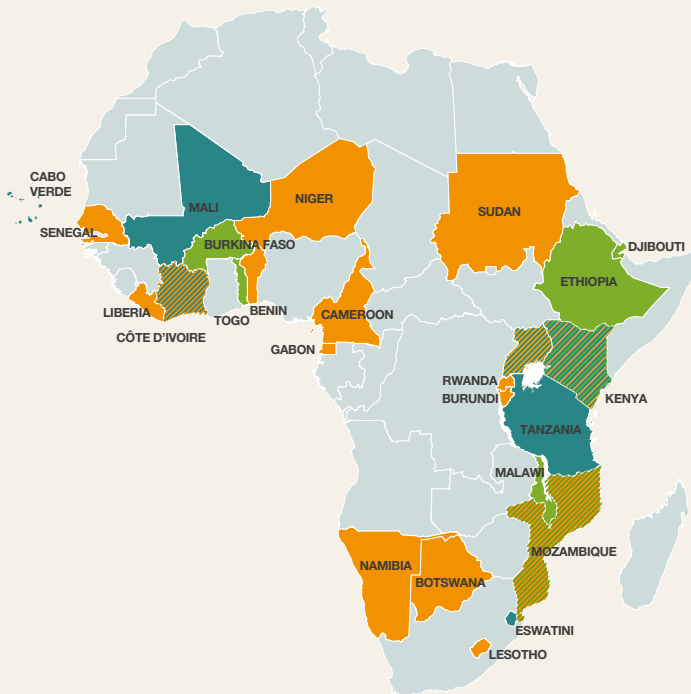 CABO
VERDE
MALI
NIGER
SUDAN
SENEGAL
BURKINA FASO
DJIBOUTI
ETHIOPIA
LIBERIA
TOGO
BENIN
CAMEROON
CÔTE D'IVOIRE
GABON
RWANDA
BURUNDI
KENYA
TANZANIA
MALAWI
MOZAMBIQUE
NAMIBIA
BOTSWANA
ESWATINI
LESOTHO